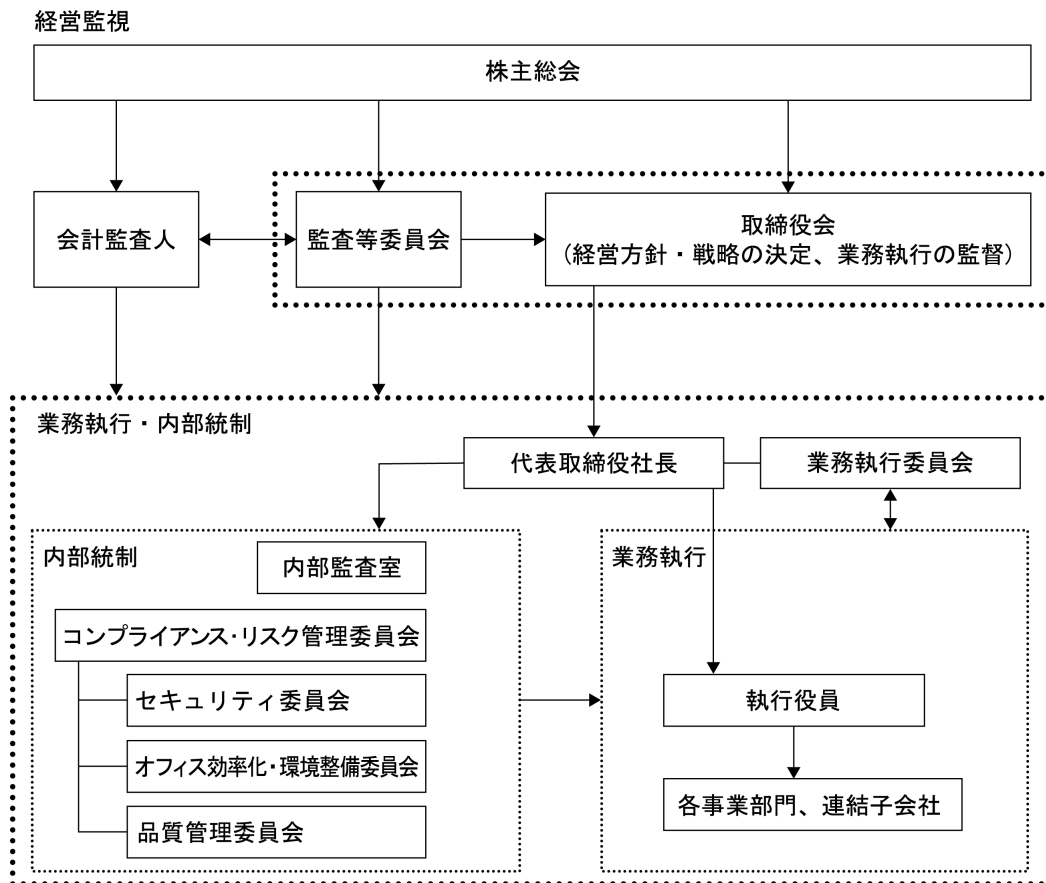 経営監視
株主総会
会計監査人
監査等委員会
取締役会
(経営方針・戦略の決定、業務執行の監督)
業務執行・内部統制
代表取締役社長
業務執行委員会
内部統制
内部監査室
コンプライアンス・リスク管理委員会
セキュリティ委員会
オフィス効率化・環境整備委員会
品質管理委員会
業務執行
執行役員
各事業部門、連結子会社